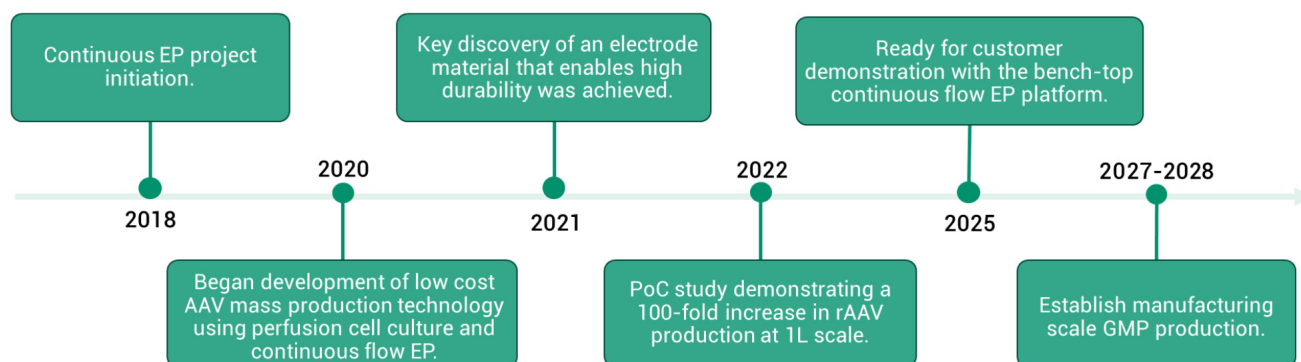 Continuous EP project
initiation.
2018
2020
Began development of low cost
AAV mass production technology
using perfusion cell culture and
continuous flow EP.
Key discovery of an electrode
material that enables high
durability was achieved.
2021
2022
PoC study demonstrating a
100-fold increase in rAAV
production at 1L scale.
Ready for customer
demonstration with the bench-top
continuous flow EP platform.
2025
2027-2028
Establish manufacturing
scale GMP production.